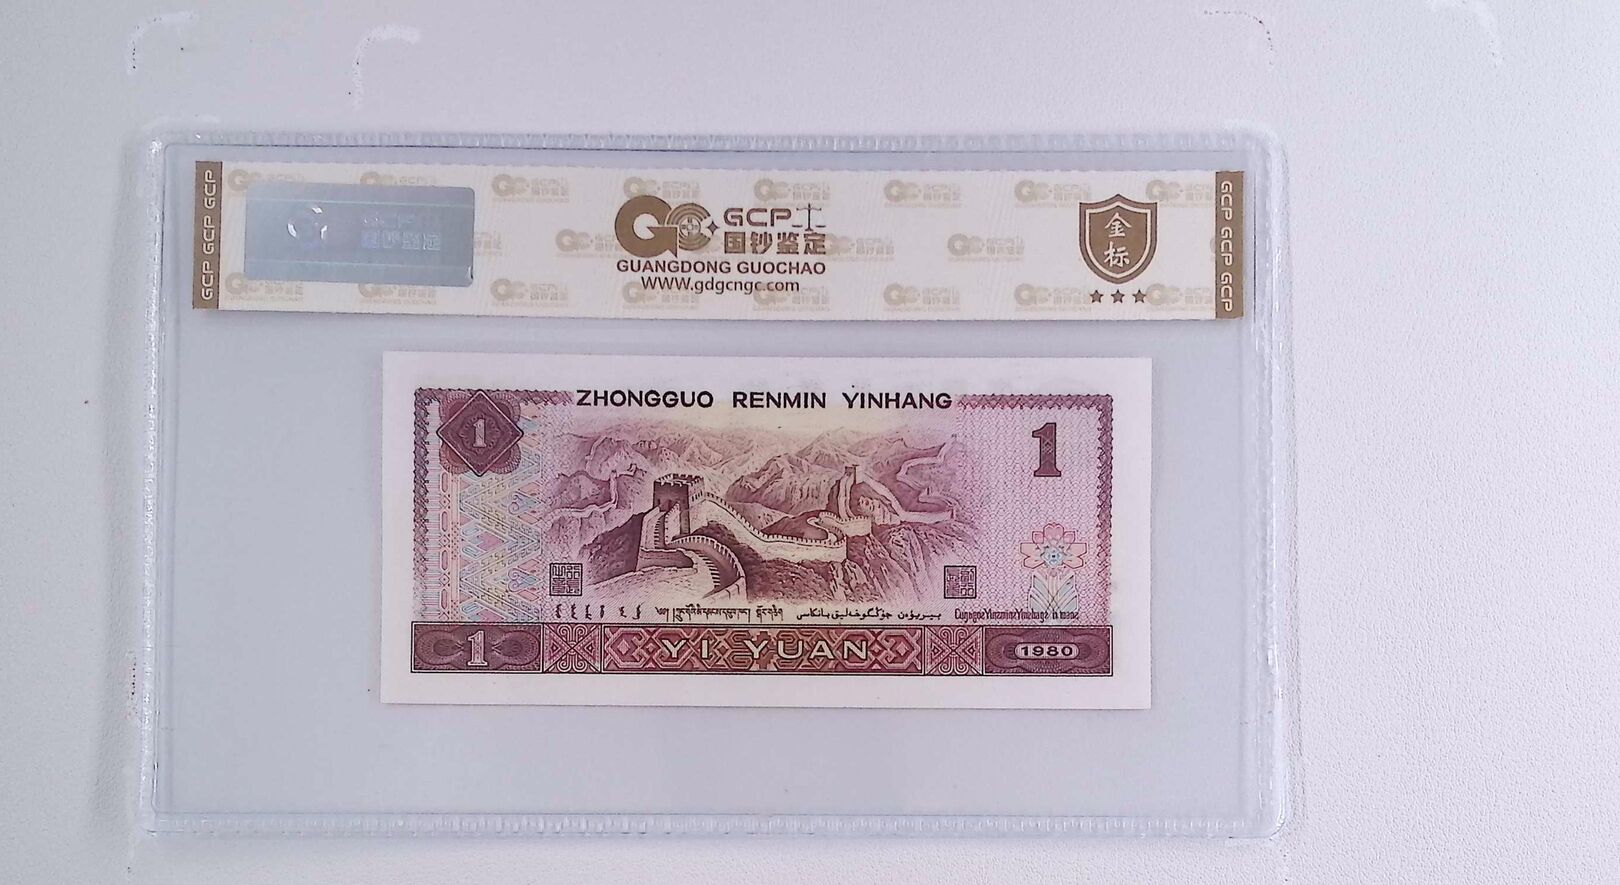 GCP GCP GCP
GCP
国钞鉴定
GUANGDONG GUOCHAO
WWW.gdgcngc.com
金
标
GCP GCP GCP
ZHONGGUO RENMIN YINHANG
1
1
1
YI YUAN
1980